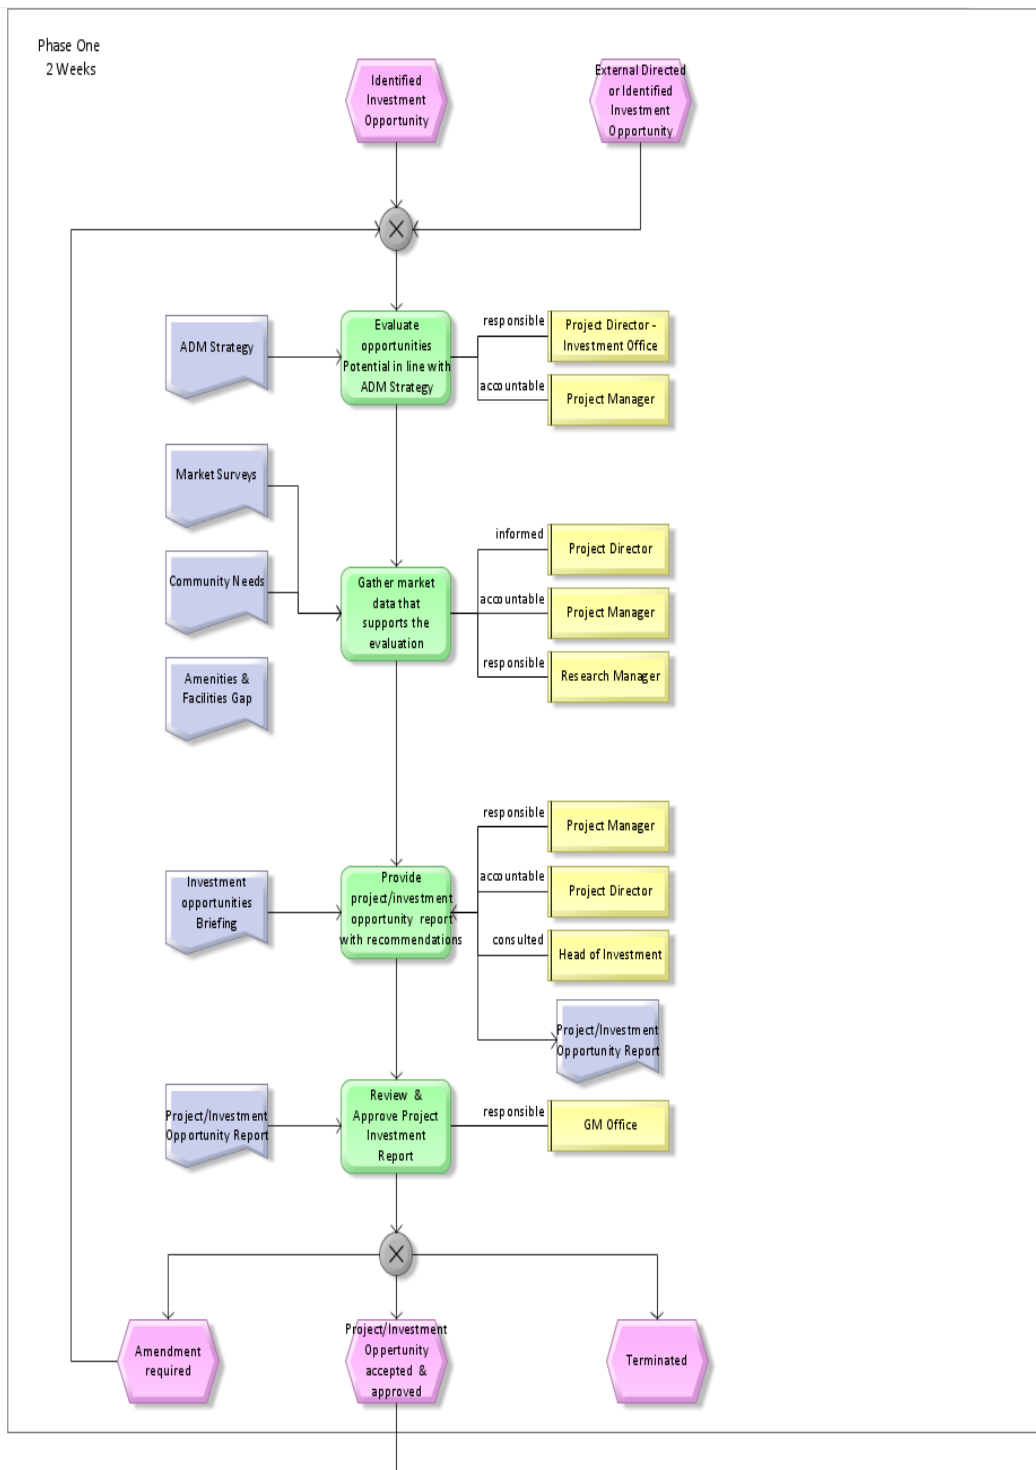 Phase One
2 Weeks
Identified
Investment
Opportunity
External Directed
or Identified
Investment
Opportunity
ADM Strategy
Evaluate
opportunities
Potential in line with
ADM Strategy
responsible
Project Director -
Investment Office
accountable
Project Manager
Market Surveys
Community Needs
Amenities &
Facilities Gap
Gather market
data that
supports the
evaluation
informed
Project Director
accountable
Project Manager
responsible
Research Manager
Investment
opportunities
Briefing
Provide
project/investment
opportunity report
with recommendations
responsible
Project Manager
accountable
Project Director
consulted
Head of Investment
Project/Investment
Opportunity Report
Project/Investment
Opportunity Report
Review &
Approve Project
Investment
Report
responsible
GM Office
Amendment
required
Project/Investment
Oppertunity
accepted &
approved
Terminated